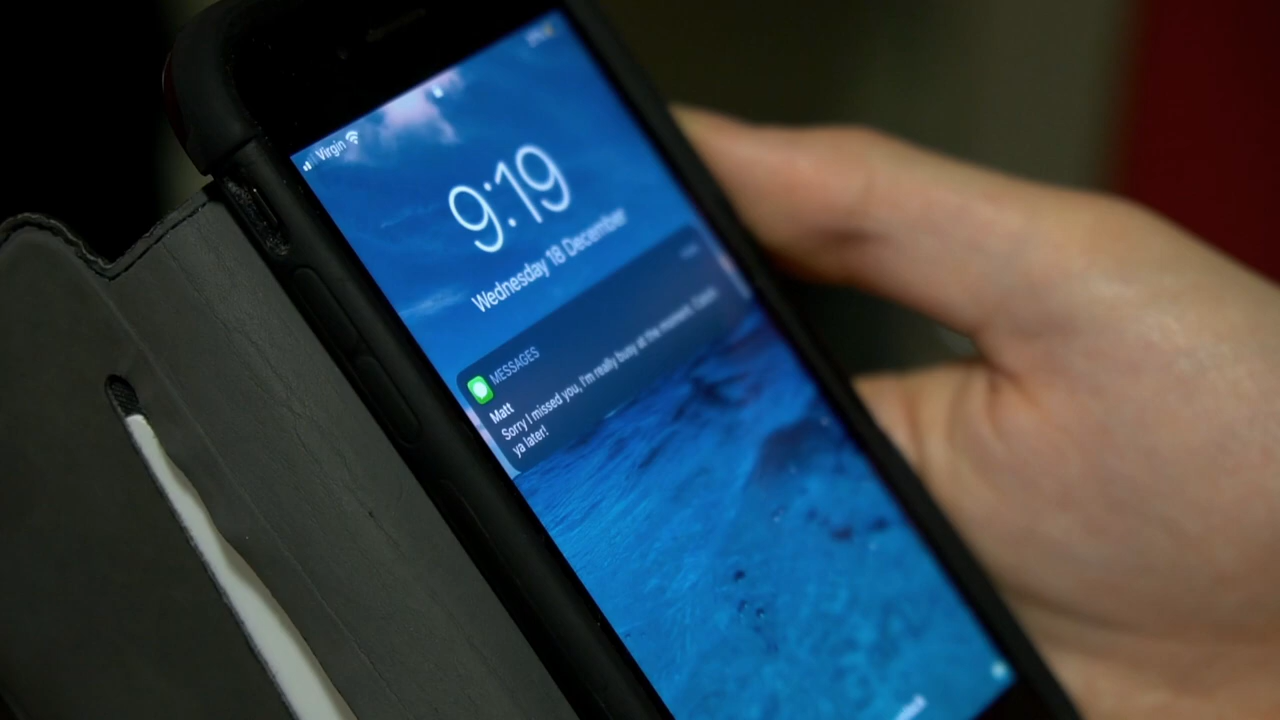 Virgin
9:19
Wednesday 18 December
MESSAGES
Matt
Sorry I missed you, I'm really busy at the moment. Catch
ya later!